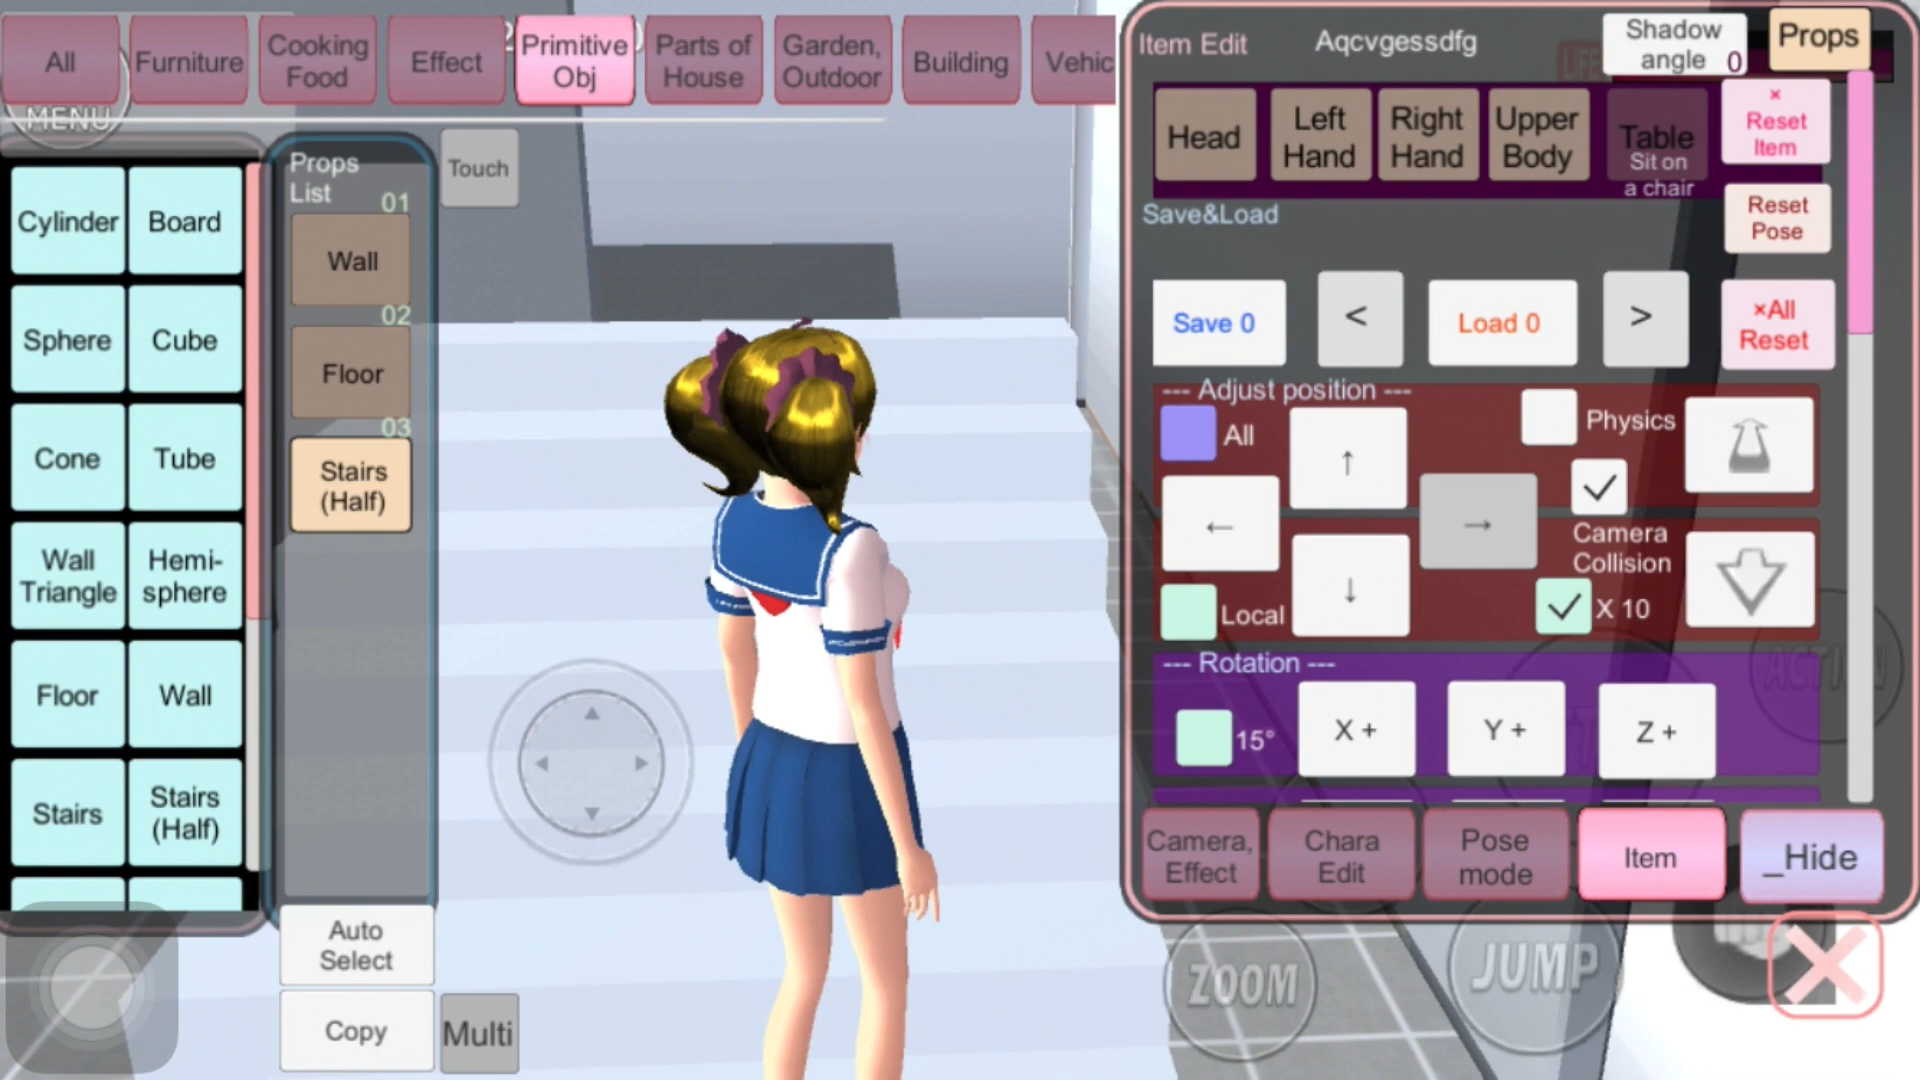 All
Furniture
Cooking
Food
Effect
Primitive
Obj
Parts of
House
Garden,
Outdoor
Building
Vehic
MENU
Cylinder
Board
Sphere
Cube
Cone
Tube
Wall
Triangle
Hemi-
sphere
Floor
Wall
Stairs
Stairs
(Half)
Props
List
01
Wall
02
Floor
03
Stairs
(Half)
Auto
Select
Copy
Touch
Multi
Item Edit
Aqcvgessdfg
Shadow
angle 0
Props
LIFE
Head
Left
Hand
Right
Hand
Upper
Body
Table
Sit on
a chair
×
Reset
Item
Reset
Pose
Save&Load
Save 0
<
Load 0
>
×All
Reset
--- Adjust position ---
All
↑
Physics
←
→
Camera
Collision
Local
↓
X 10
--- Rotation ---
15°
X +
Y +
Z +
ACTION
Camera,
Effect
Chara
Edit
Pose
mode
Item
_Hide
ZOOM
JUMP